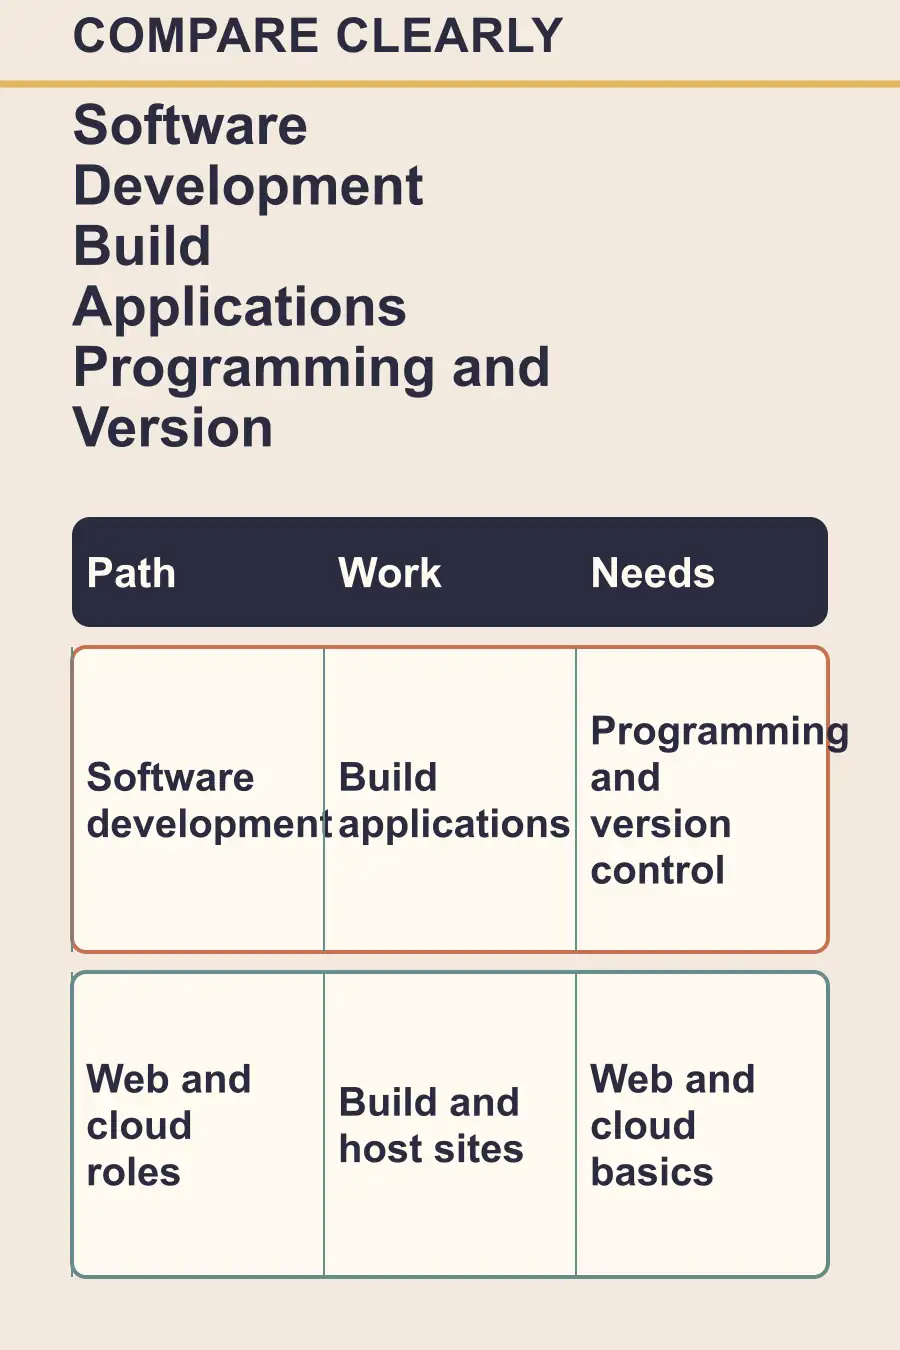 COMPARE CLEARLY
Software
Development
Build
Applications
Programming and
Version
Path Work Needs
Software
development
Build
applications
Programming
and
version
control
Web and
cloud
roles
Build and
host sites
Web and
cloud
basics